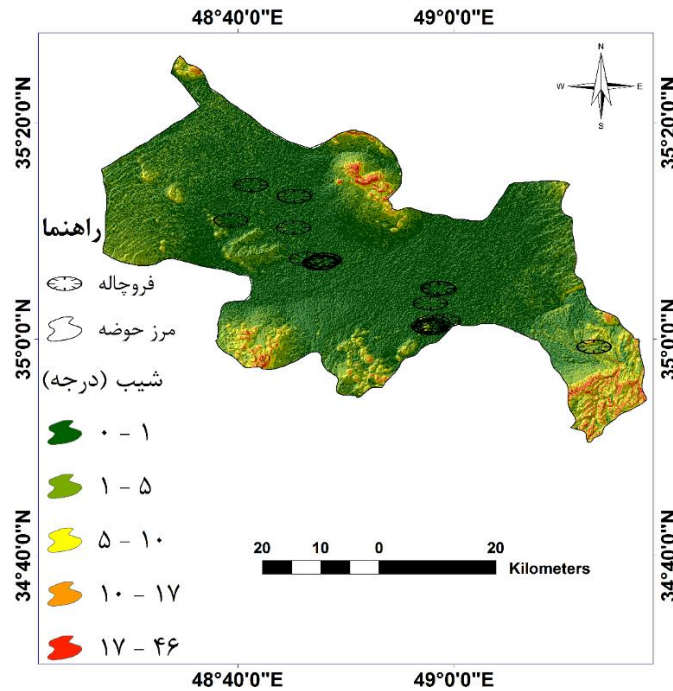 48°40'0"E 49°0'0"E
N
W E
S
35°20'0"N 35°20'0"N
راهنما
فروچاله
مرز حوضه
35°0'0"N 35°0'0"N
شیب (درجه)
۰ - ۱
۱ - ۵
۵ - ۱۰
34°40'0"N 34°40'0"N
20 10 0 20
Kilometers
۱۰ - ۱۷
۱۷ - ۴۶
48°40'0"E 49°0'0"E